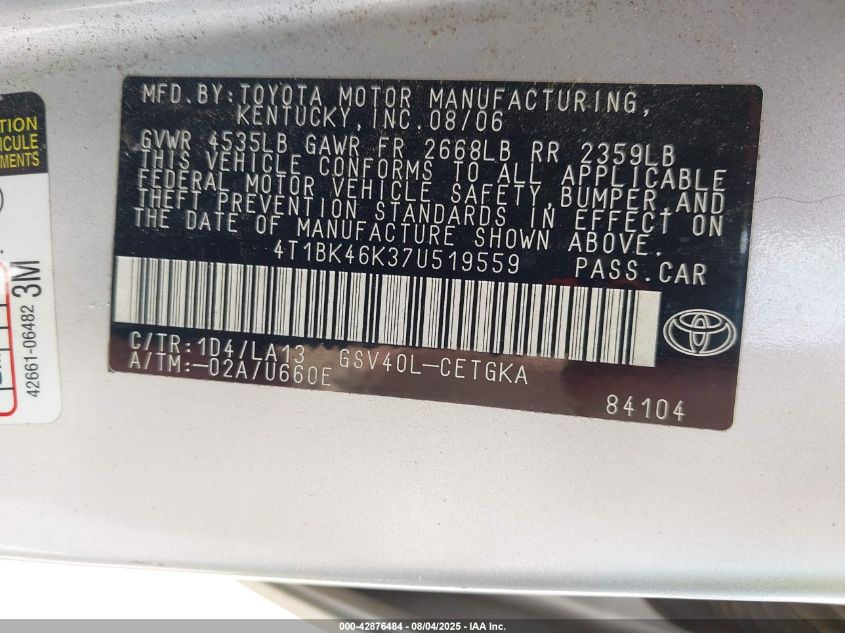 MFD.BY:TOYOTA MOTOR MANUFACTURING,
KENTUCKY, INC. 08/06
GVWR 4535LB GAWR FR 2668LB RR 2359LB
THIS VEHICLE CONFORMS TO ALL APPLICABLE
FEDERAL MOTOR VEHICLE SAFETY, BUMPER, AND
THEFT PREVENTION STANDARDS IN EFFECT ON
THE DATE OF MANUFACTURE SHOWN ABOVE.
4T1BK46K37U519559 PASS.CAR
C/TR:1D4/LA13 GSV40L-CETGKA
A/TM:-02A/U660E
84104
TION
ICULE
MENTS
42661-06482 3M
000-42876484 - 08/04/2025 - IAA Inc.